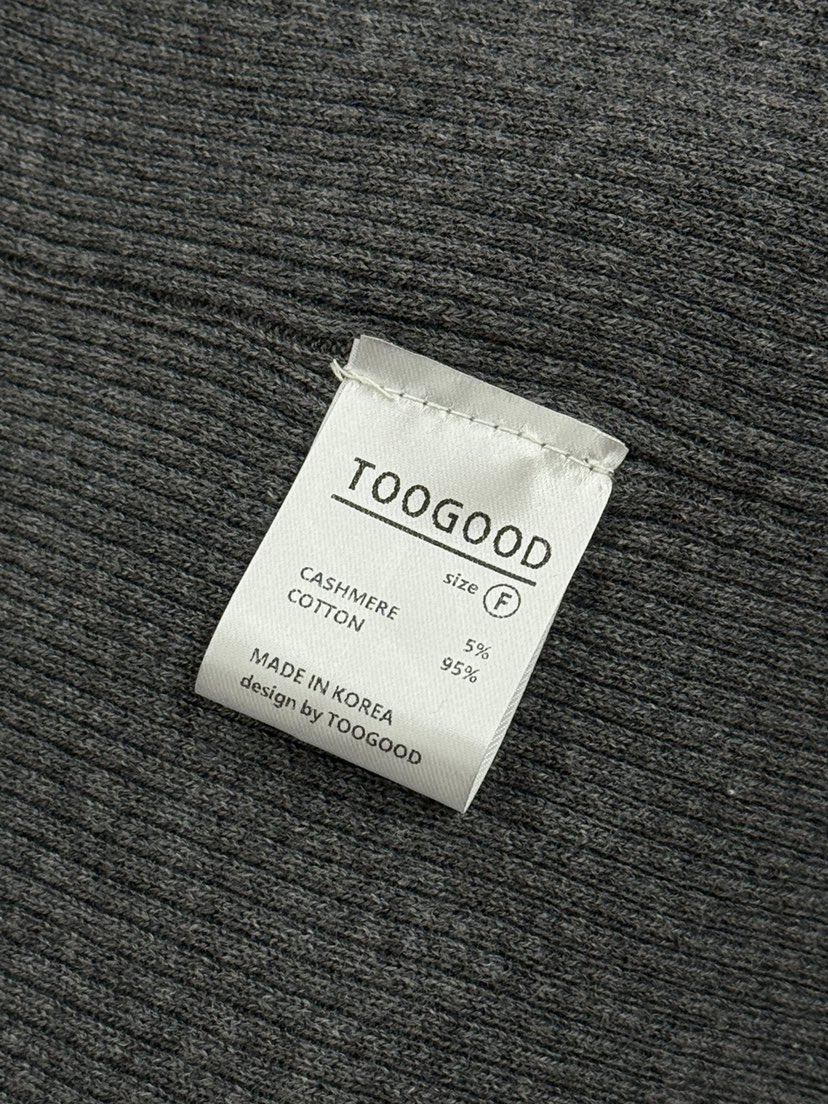 TOOGOOD
size F
CASHMERE 5%
COTTON 95%
MADE IN KOREA
design by TOOGOOD